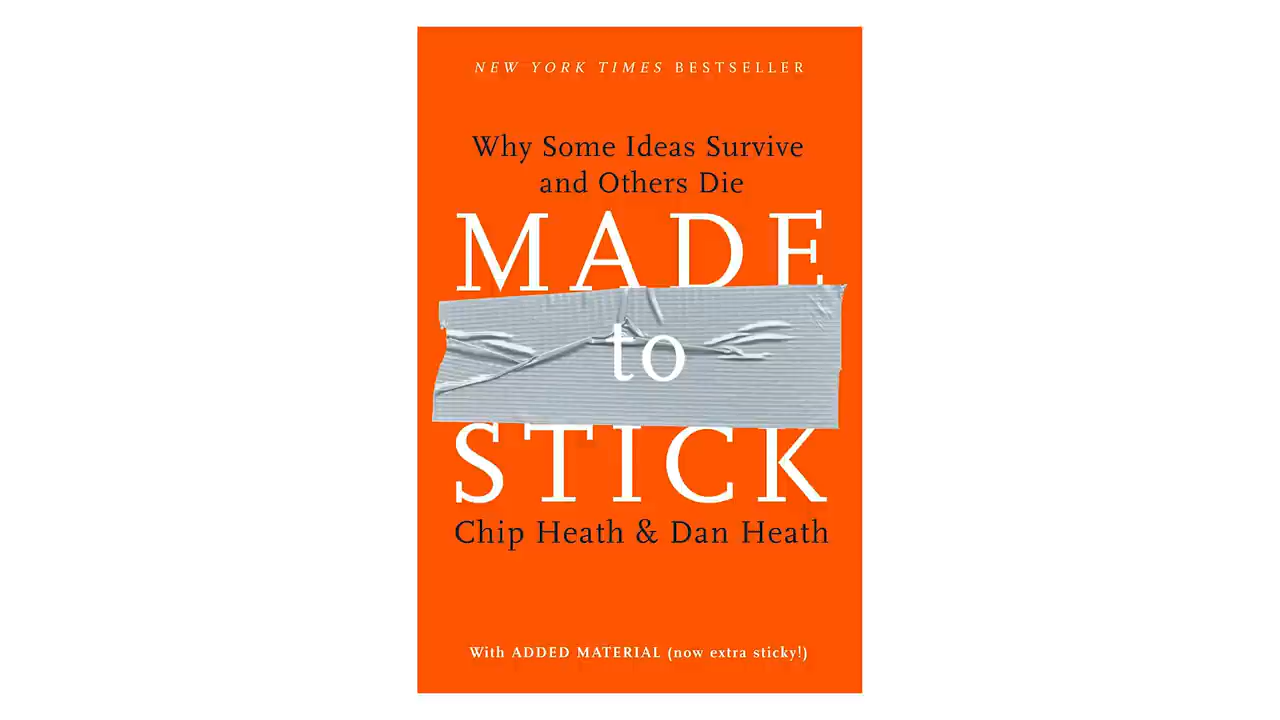 NEW YORK TIMES BESTSELLER
Why Some Ideas Survive
and Others Die
MADE
to
STICK
Chip Heath & Dan Heath
With ADDED MATERIAL (now extra sticky!)